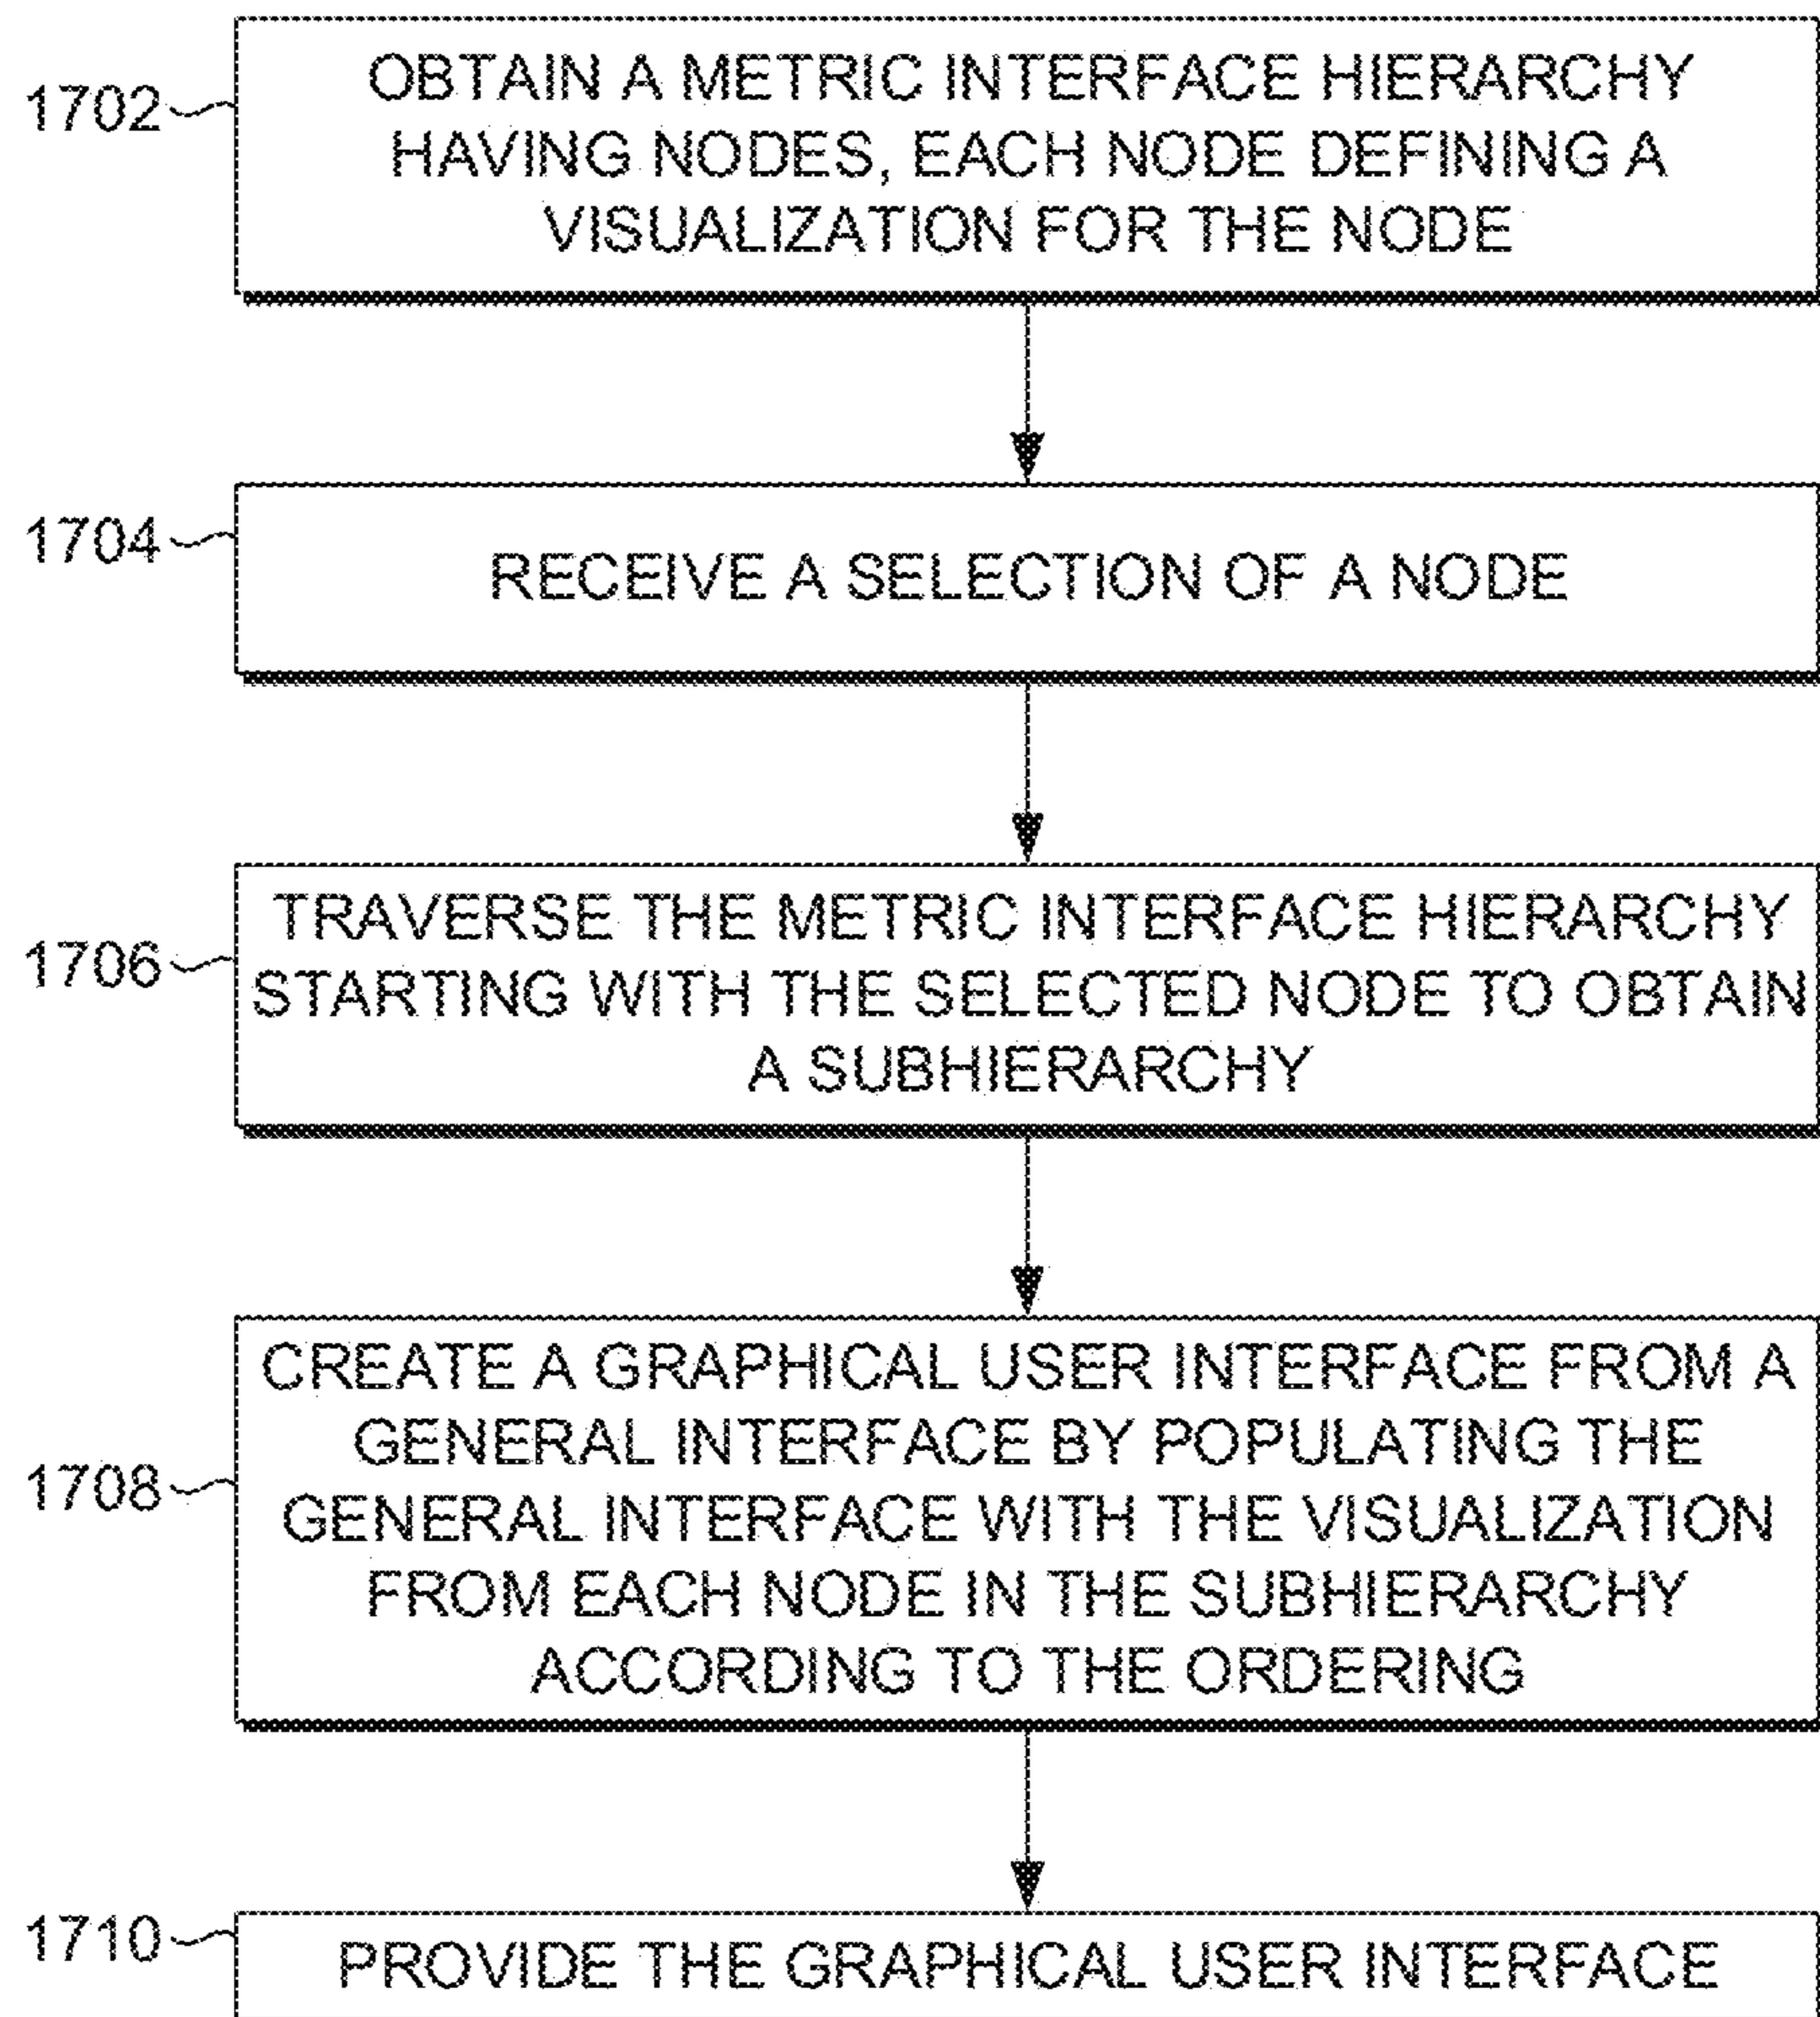 1702
OBTAIN A METRIC INTERFACE HIERARCHY
HAVING NODES, EACH NODE DEFINING A
VISUALIZATION FOR THE NODE
1704
RECEIVE A SELECTION OF A NODE
1706
TRAVERSE THE METRIC INTERFACE HIERARCHY
STARTING WITH THE SELECTED NODE TO OBTAIN
A SUBHIERARCHY
1708
CREATE A GRAPHICAL USER INTERFACE FROM A
GENERAL INTERFACE BY POPULATING THE
GENERAL INTERFACE WITH THE VISUALIZATION
FROM EACH NODE IN THE SUBHIERARCHY
ACCORDING TO THE ORDERING
1710
PROVIDE THE GRAPHICAL USER INTERFACE